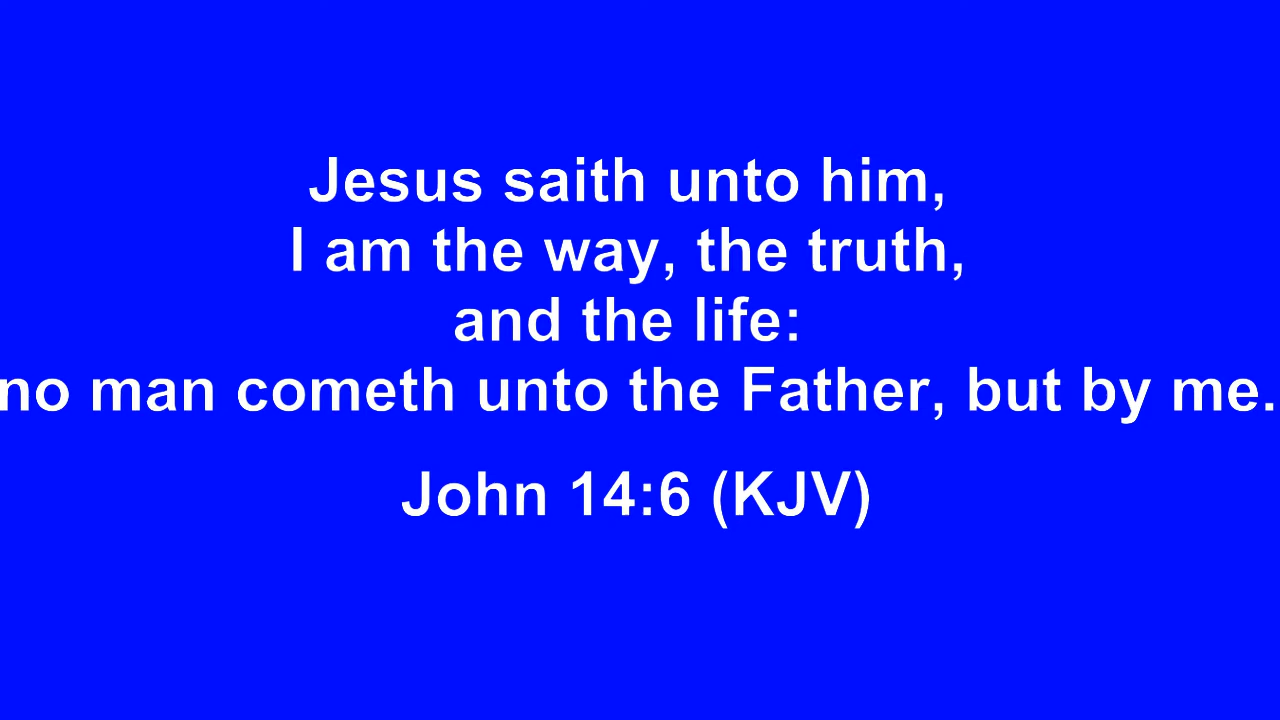 Jesus saith unto him,
I am the way, the truth,
and the life:
no man cometh unto the Father, but by me.
John 14:6 (KJV)